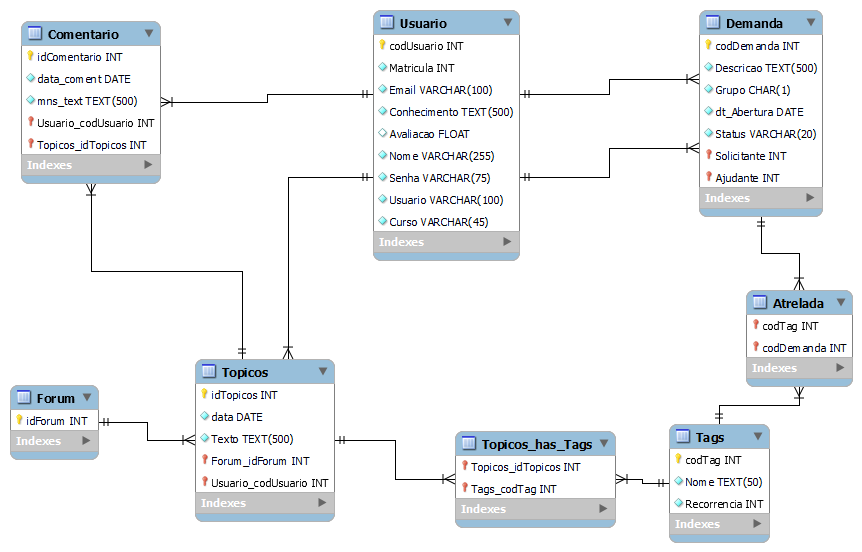 Comentario
idComentario INT
data_coment DATE
mns_text TEXT(500)
Usuario_codUsuario INT
Topicos_idTopicos INT
Indexes
Usuario
codUsuario INT
Matricula INT
Email VARCHAR(100)
Conhecimento TEXT(500)
Avaliacao FLOAT
Nome VARCHAR(255)
Senha VARCHAR(75)
Usuario VARCHAR(100)
Curso VARCHAR(45)
Indexes
Demanda
codDemanda INT
Descricao TEXT(500)
Grupo CHAR(1)
dt_Abertura DATE
Status VARCHAR(20)
Solicitante INT
Ajudante INT
Indexes
Atrelada
codTag INT
codDemanda INT
Indexes
Forum
idForum INT
Indexes
Topicos
idTopicos INT
data DATE
Texto TEXT(500)
Forum_idForum INT
Usuario_codUsuario INT
Indexes
Topicos_has_Tags
Topicos_idTopicos INT
Tags_codTag INT
Indexes
Tags
codTag INT
Nome TEXT(50)
Recorrencia INT
Indexes